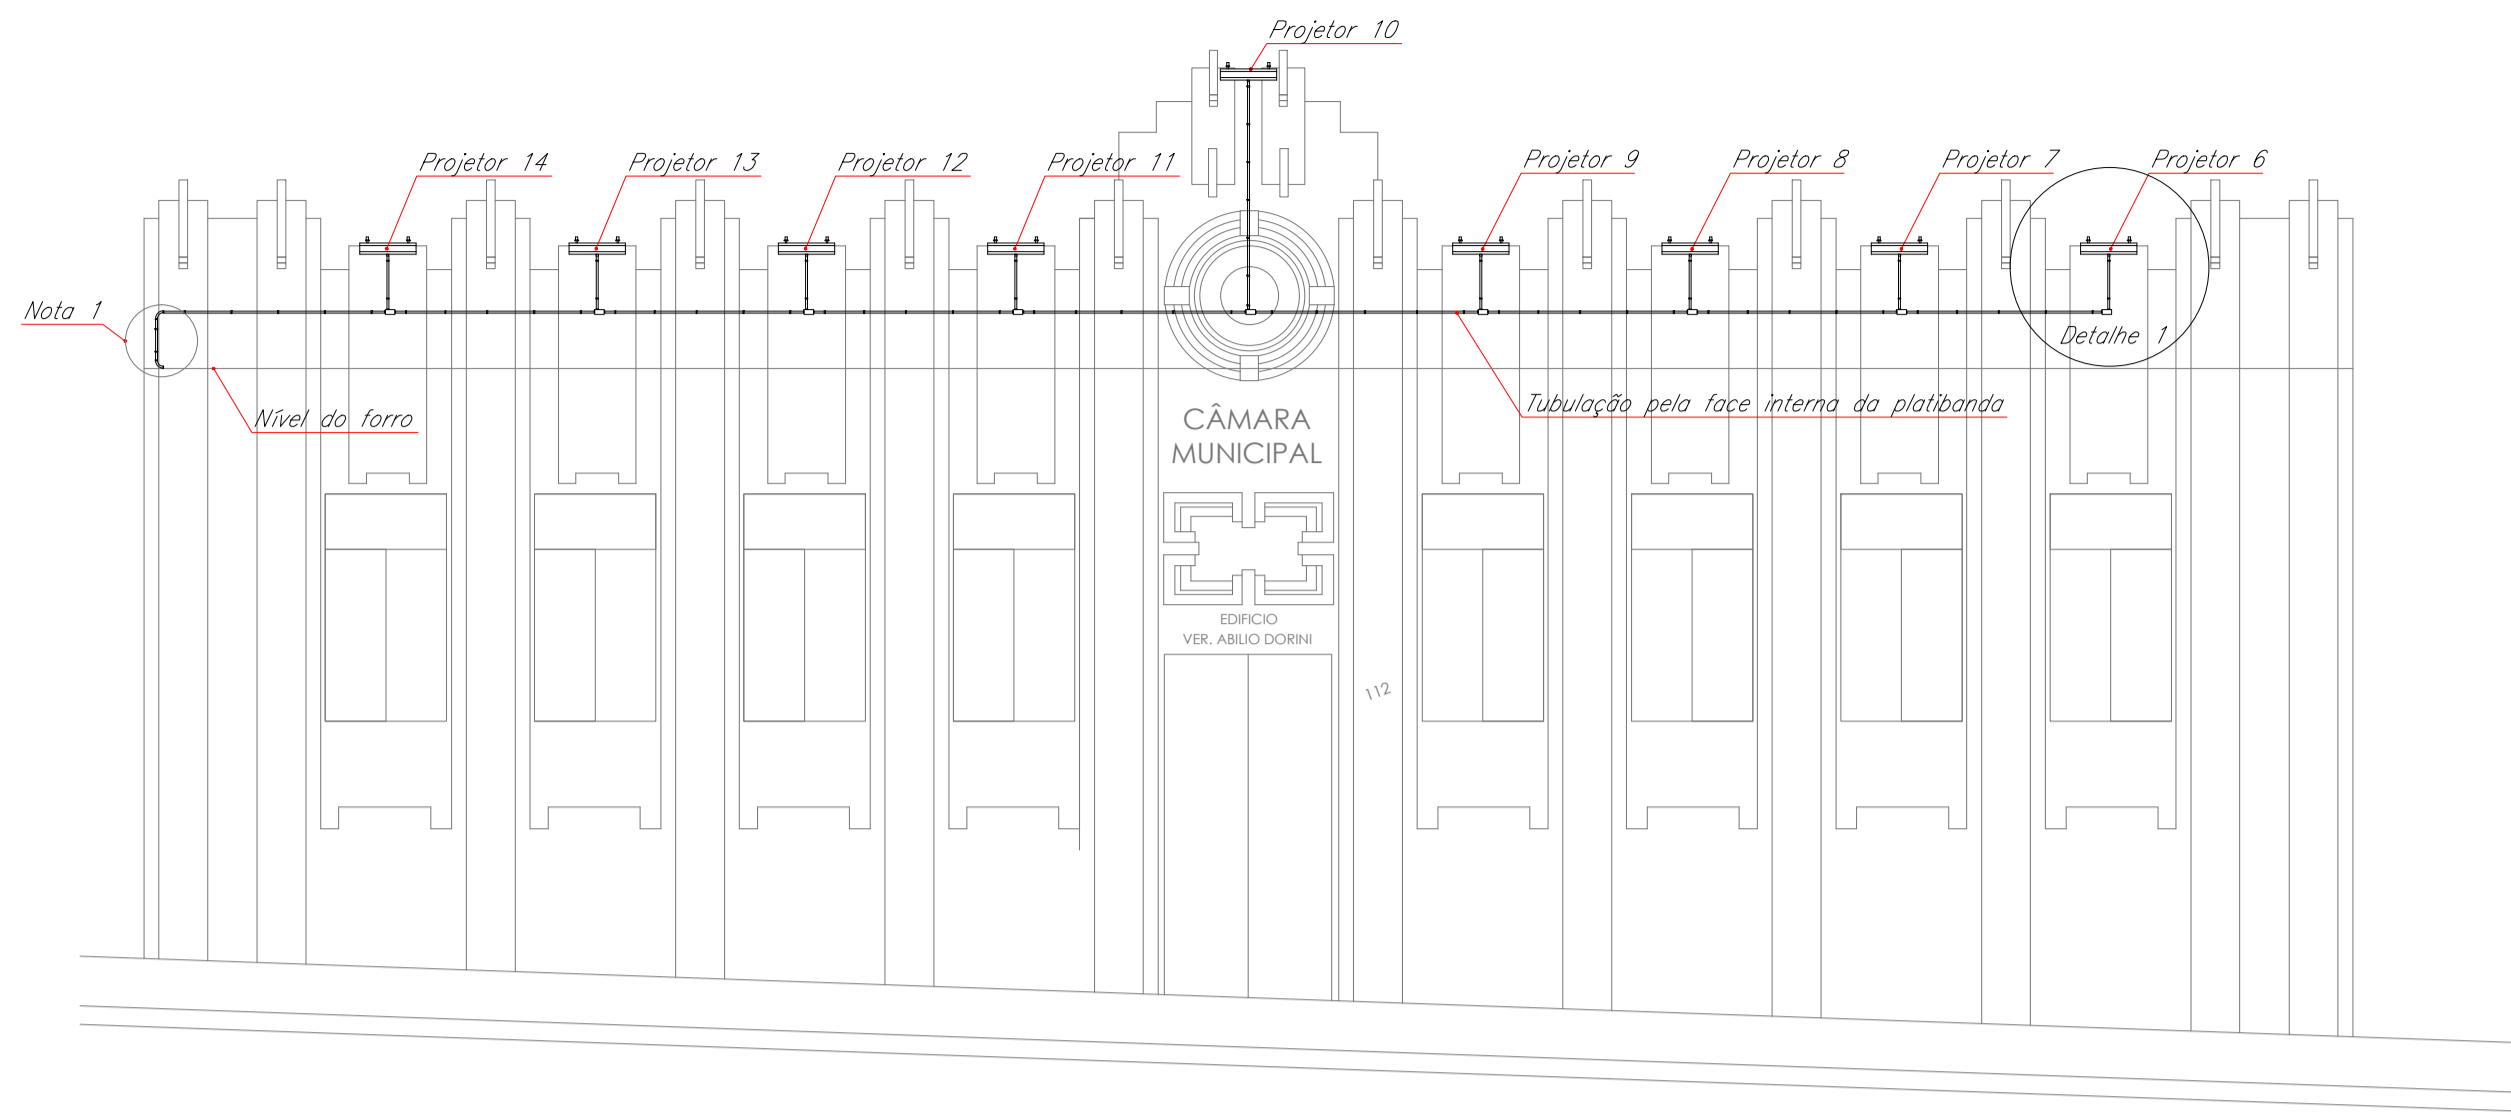 Projetor 10
Projetor 14
Projetor 13
Projetor 12
Projetor 11
Projetor 9
Projetor 8
Projetor 7
Projetor 6
Nota 1
Detalhe 1
Nível do forro
Tubulação pela face interna da platibanda
CÂMARA
MUNICIPAL
EDIFICIO
VER. ABILIO DORINI
112